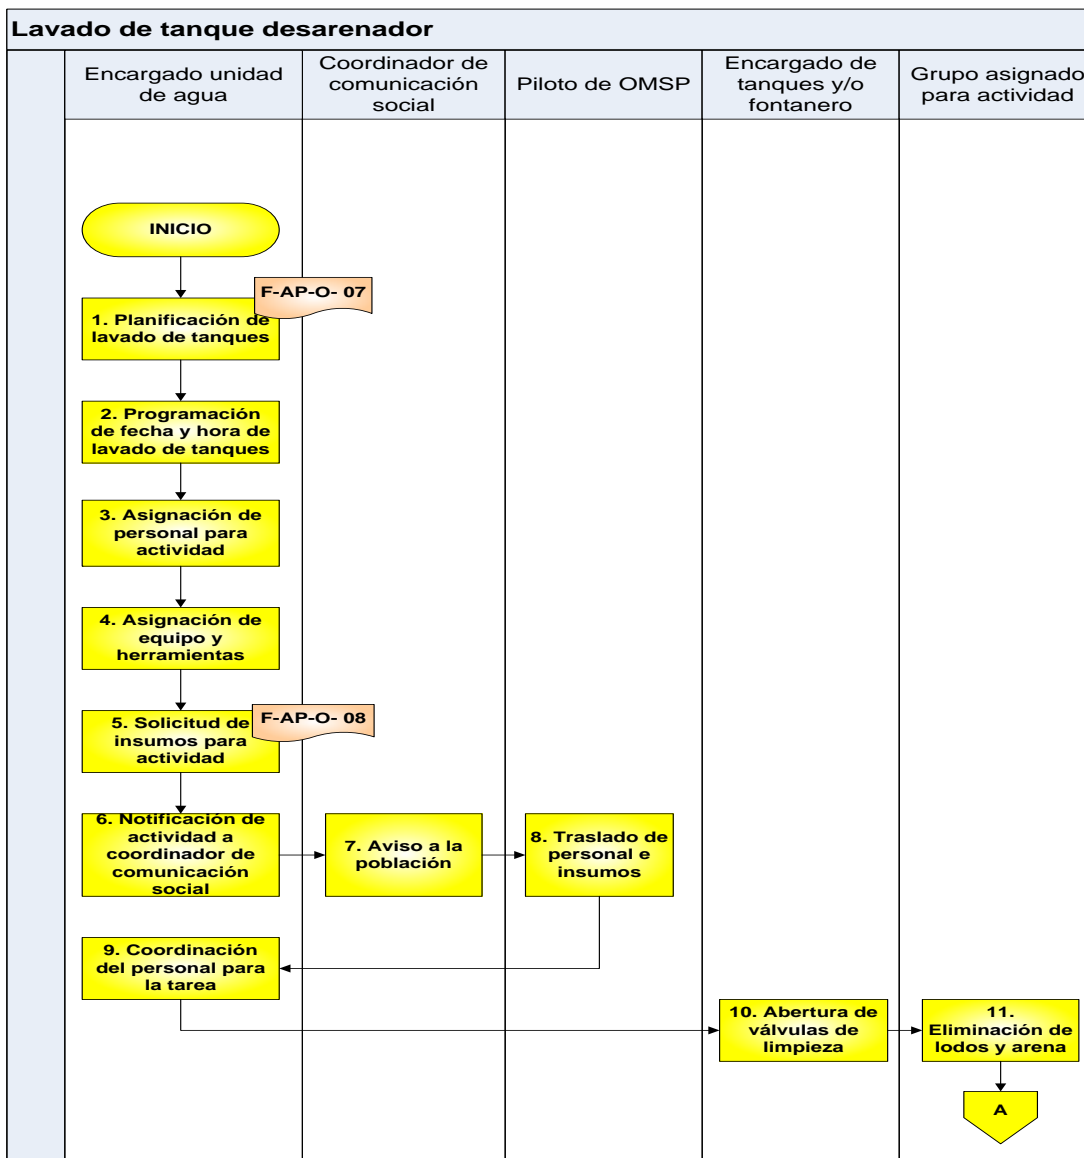 Lavado de tanque desarenador
Encargado unidad
de agua
Coordinador de
comunicación
social
Piloto de OMSP
Encargado de
tanques y/o
fontanero
Grupo asignado
para actividad
INICIO
F-AP-O- 07
1. Planificación de
lavado de tanques
2. Programación
de fecha y hora de
lavado de tanques
3. Asignación de
personal para
actividad
4. Asignación de
equipo y
herramientas
F-AP-O- 08
5. Solicitud de
insumos para
actividad
6. Notificación de
actividad a
coordinador de
comunicación
social
7. Aviso a la
población
8. Traslado de
personal e
insumos
9. Coordinación
del personal para
la tarea
10. Abertura de
válvulas de
limpieza
11.
Eliminación de
lodos y arena
A